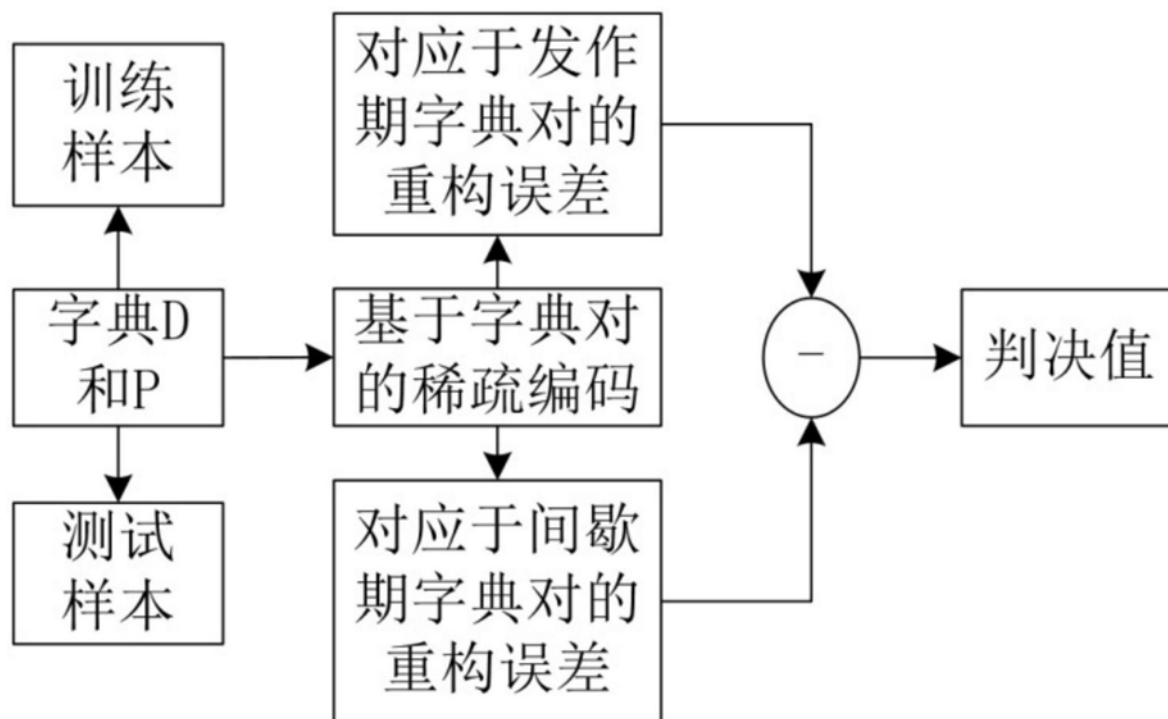 训练
样本
字典D
和P
测试
样本
对应于发作
期字典对的
重构误差
基于字典对
的稀疏编码
对应于间歇
期字典对的
重构误差
-
判决值